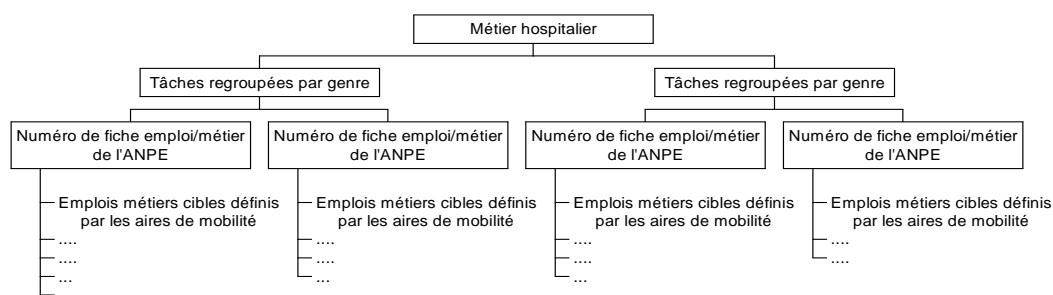 Métier hospitalier
Tâches regroupées par genre
Tâches regroupées par genre
Numéro de fiche emploi/métier
de l'ANPE
Numéro de fiche emploi/métier
de l'ANPE
Numéro de fiche emploi/métier
de l'ANPE
Numéro de fiche emploi/métier
de l'ANPE
Emplois métiers cibles définis
par les aires de mobilité
....
....
...
Emplois métiers cibles définis
par les aires de mobilité
....
....
...
Emplois métiers cibles définis
par les aires de mobilité
....
....
...
Emplois métiers cibles définis
par les aires de mobilité
....
....